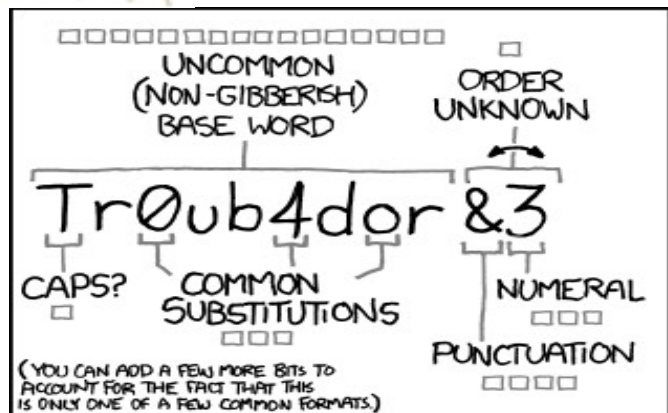 UNCOMMON
(NON-GIBBERISH)
BASE WORD
ORDER
UNKNOWN
Tr0ub4dor &3
CAPS?
COMMON
SUBSTITUTIONS
NUMERAL
PUNCTUATION
(YOU CAN ADD A FEW MORE BITS TO
ACCOUNT FOR THE FACT THAT THIS
IS ONLY ONE OF A FEW COMMON FORMATS.)